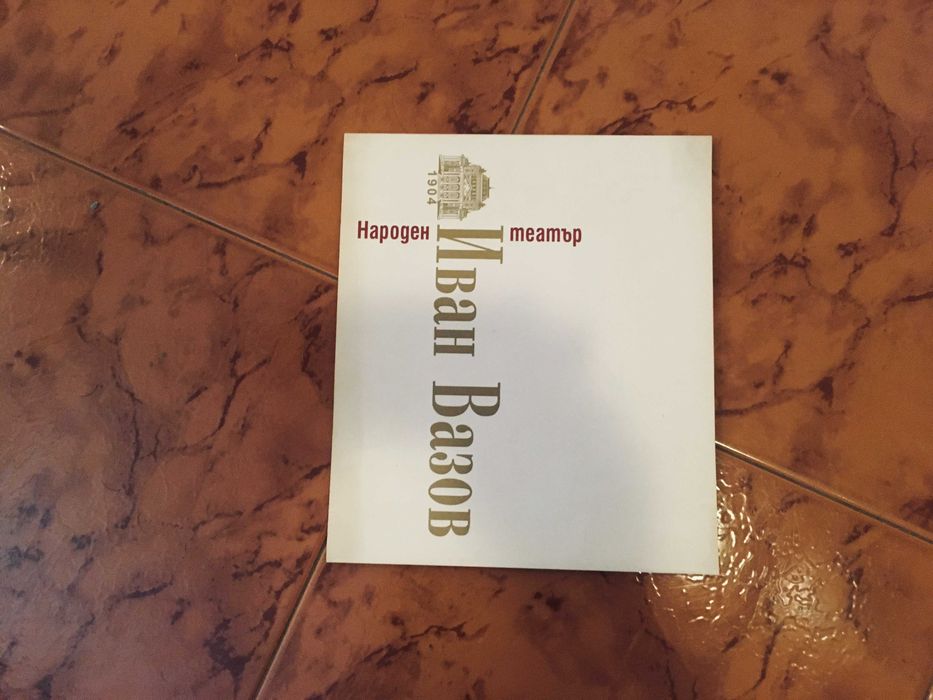 1904
Народен театър
Иван Вазов